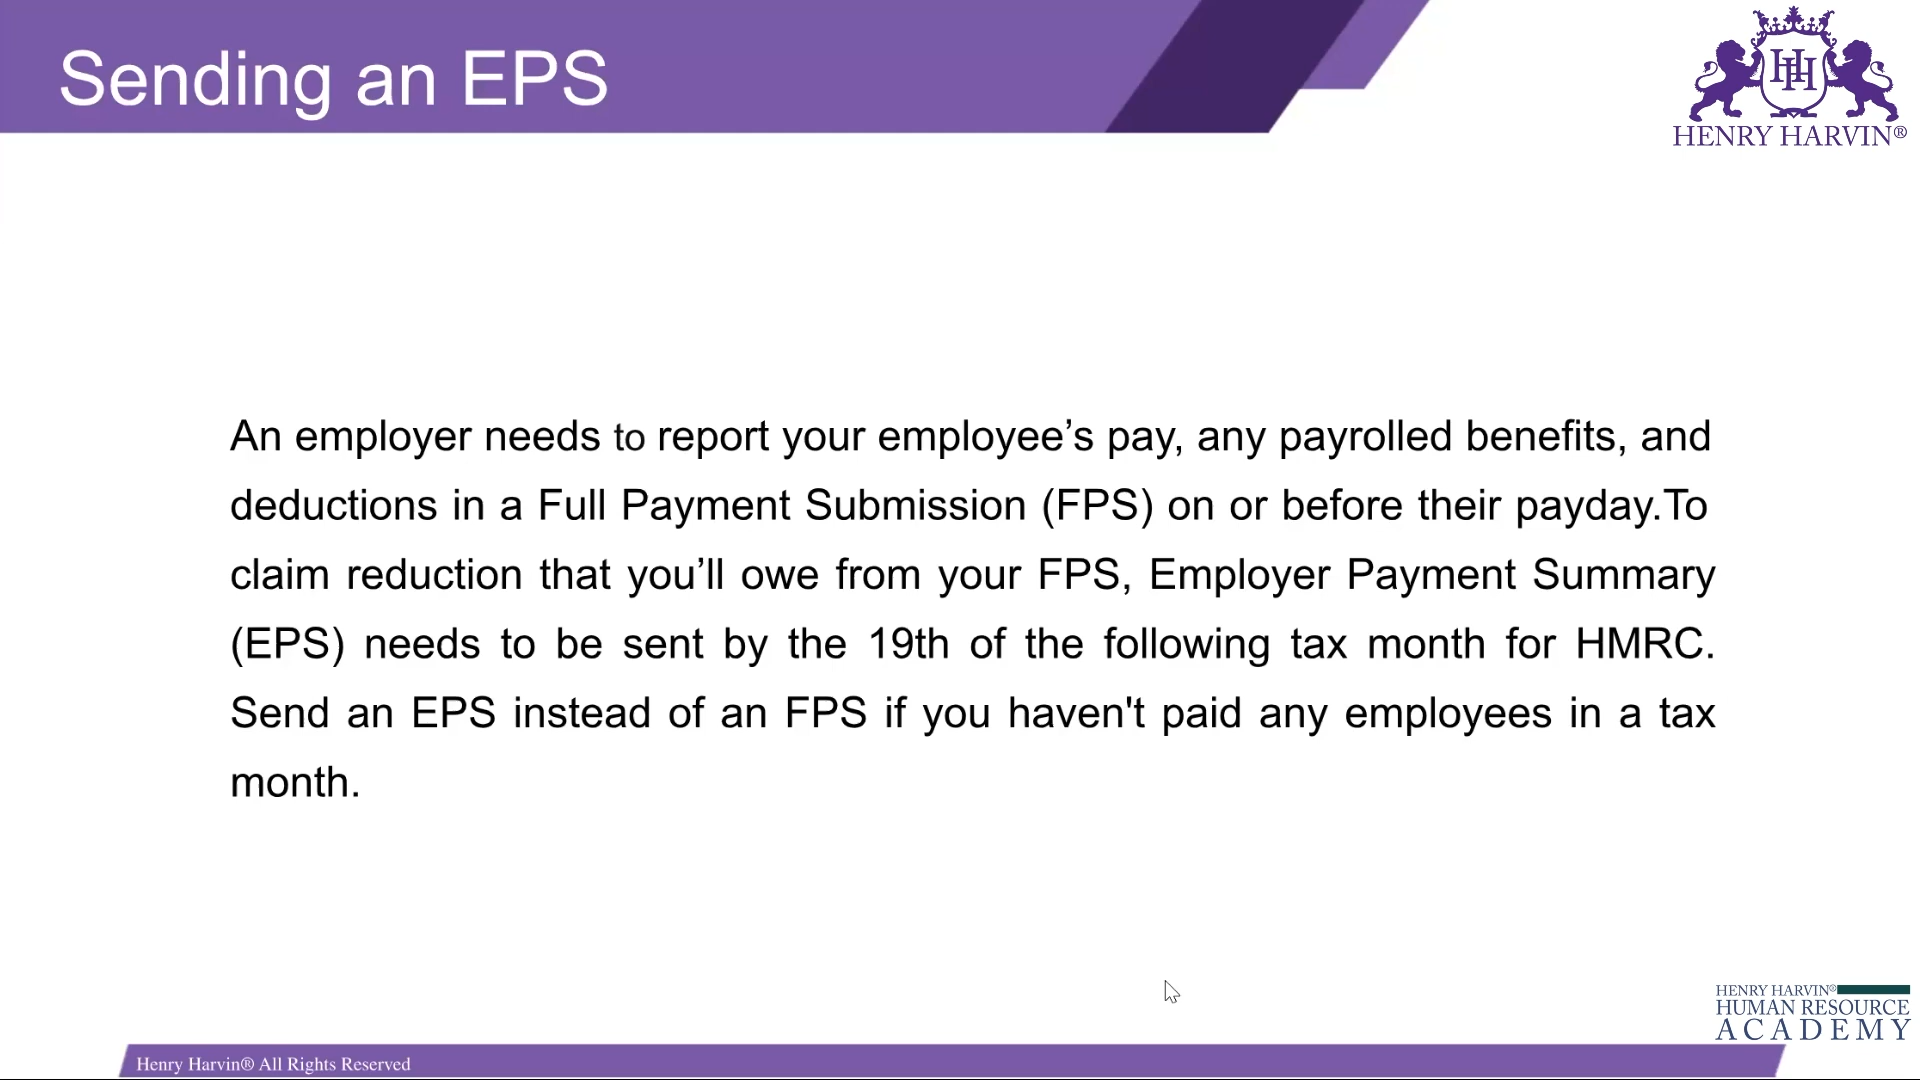 Sending an EPS
HH
HENRY HARVIN®
An employer needs to report your employee’s pay, any payrolled benefits, and
deductions in a Full Payment Submission (FPS) on or before their payday.To
claim reduction that you’ll owe from your FPS, Employer Payment Summary
(EPS) needs to be sent by the 19th of the following tax month for HMRC.
Send an EPS instead of an FPS if you haven't paid any employees in a tax
month.
HENRY HARVIN®
HUMAN RESOURCE
ACADEMY
Henry Harvin® All Rights Reserved